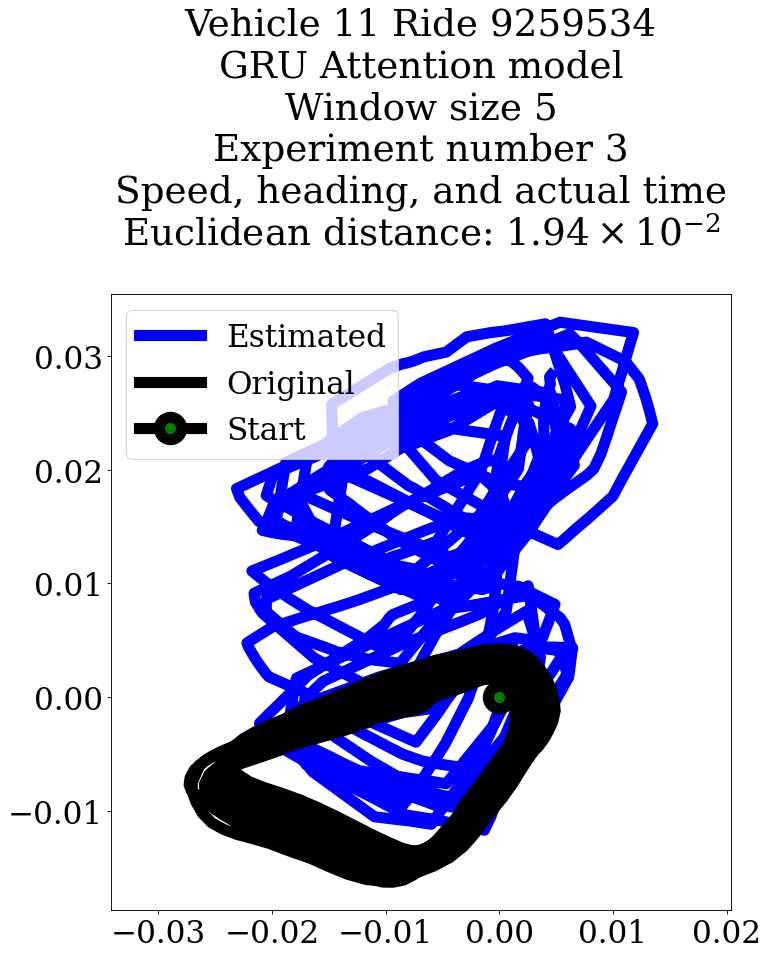 Vehicle 11 Ride 9259534
GRU Attention model
Window size 5
Experiment number 3
Speed, heading, and actual time
Euclidean distance: 1.94 × 10⁻²
Estimated
Original
Start
0.03
0.02
0.01
0.00
−0.01
−0.03 −0.02 −0.01 0.00 0.01 0.02